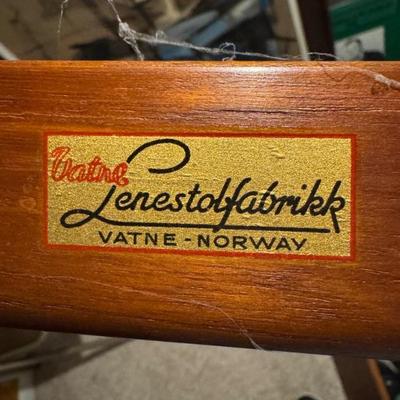 Vatne
Lenestolfabrikk
VATNE - NORWAY